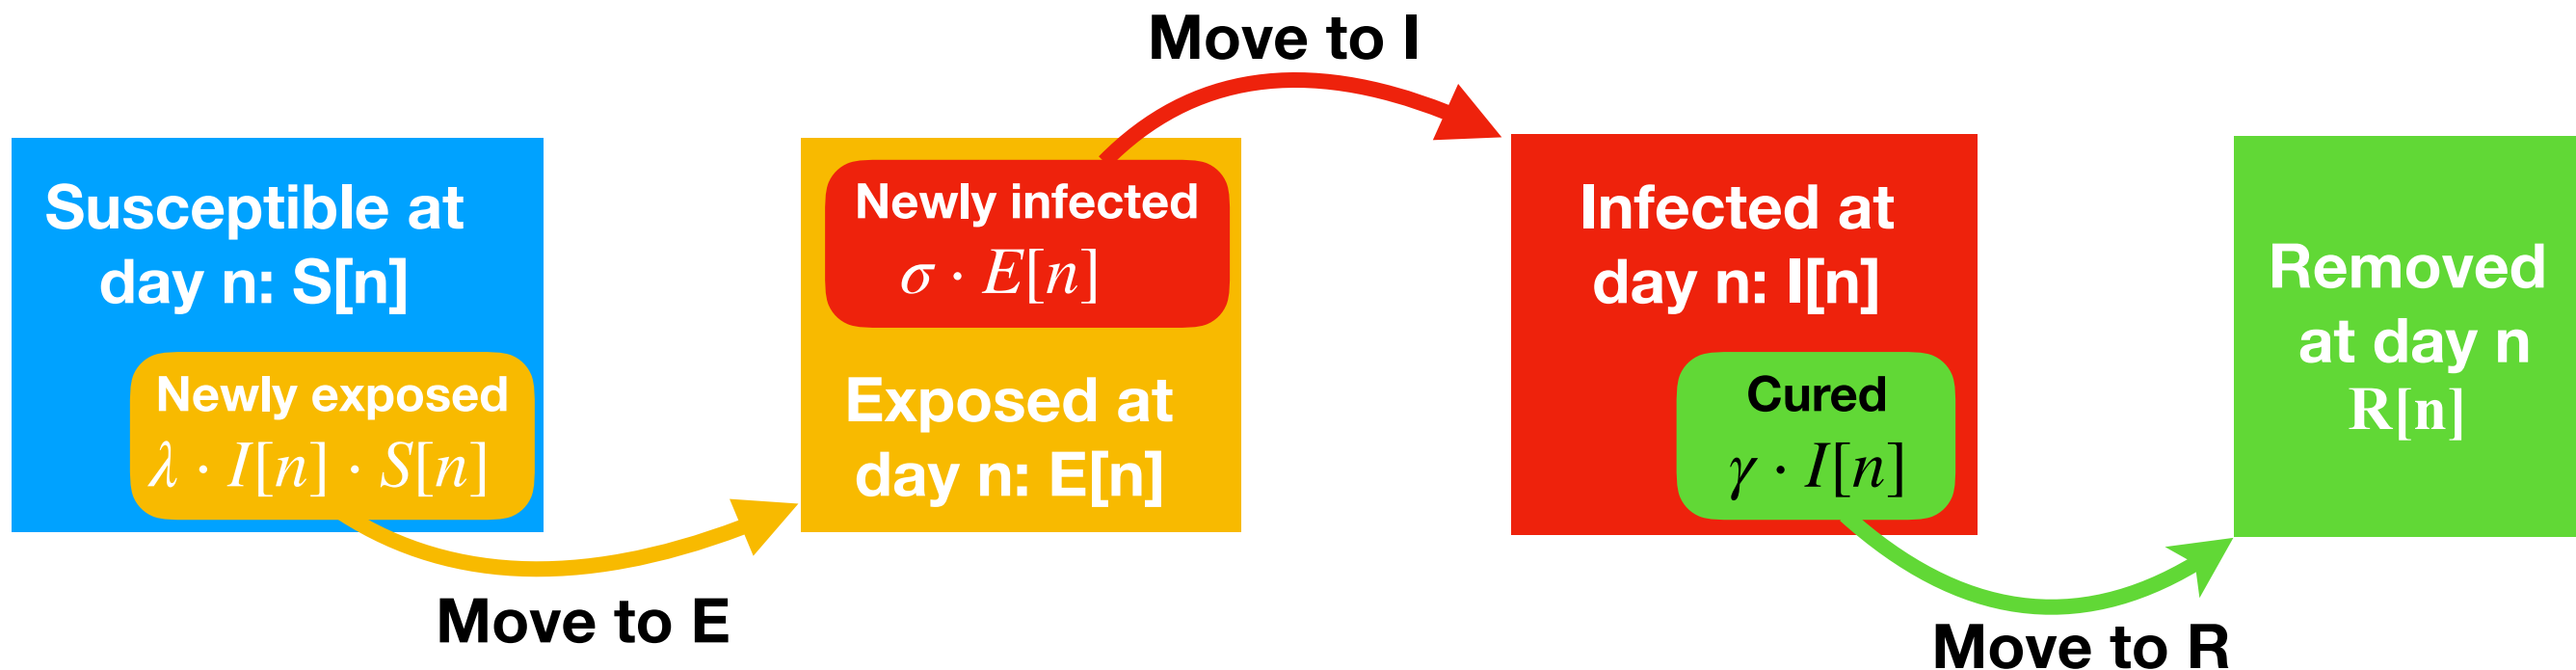 Move to I
Susceptible at
day n: S[n]
Newly exposed
λ · I[n] · S[n]
Move to E
Newly infected
σ · E[n]
Exposed at
day n: E[n]
Infected at
day n: I[n]
Cured
γ · I[n]
Move to R
Removed
at day n
R[n]